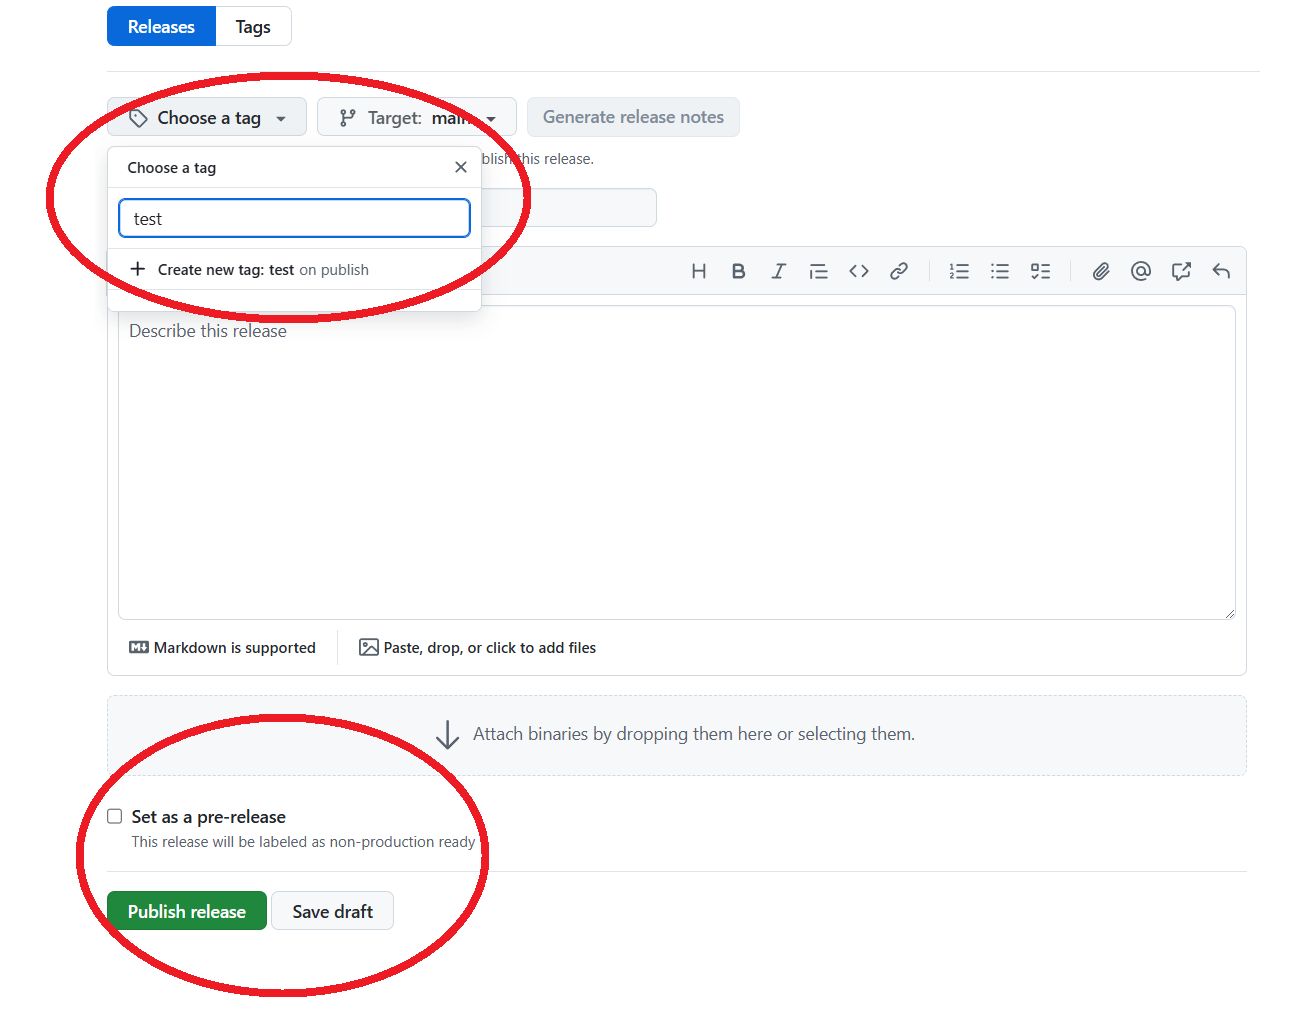 Releases Tags
Choose a tag Target: main Generate release notes
Choose a tag
blish this release.
test
+ Create new tag: test on publish
H B I
Describe this release
Markdown is supported Paste, drop, or click to add files
Attach binaries by dropping them here or selecting them.
Set as a pre-release
This release will be labeled as non-production ready
Publish release Save draft